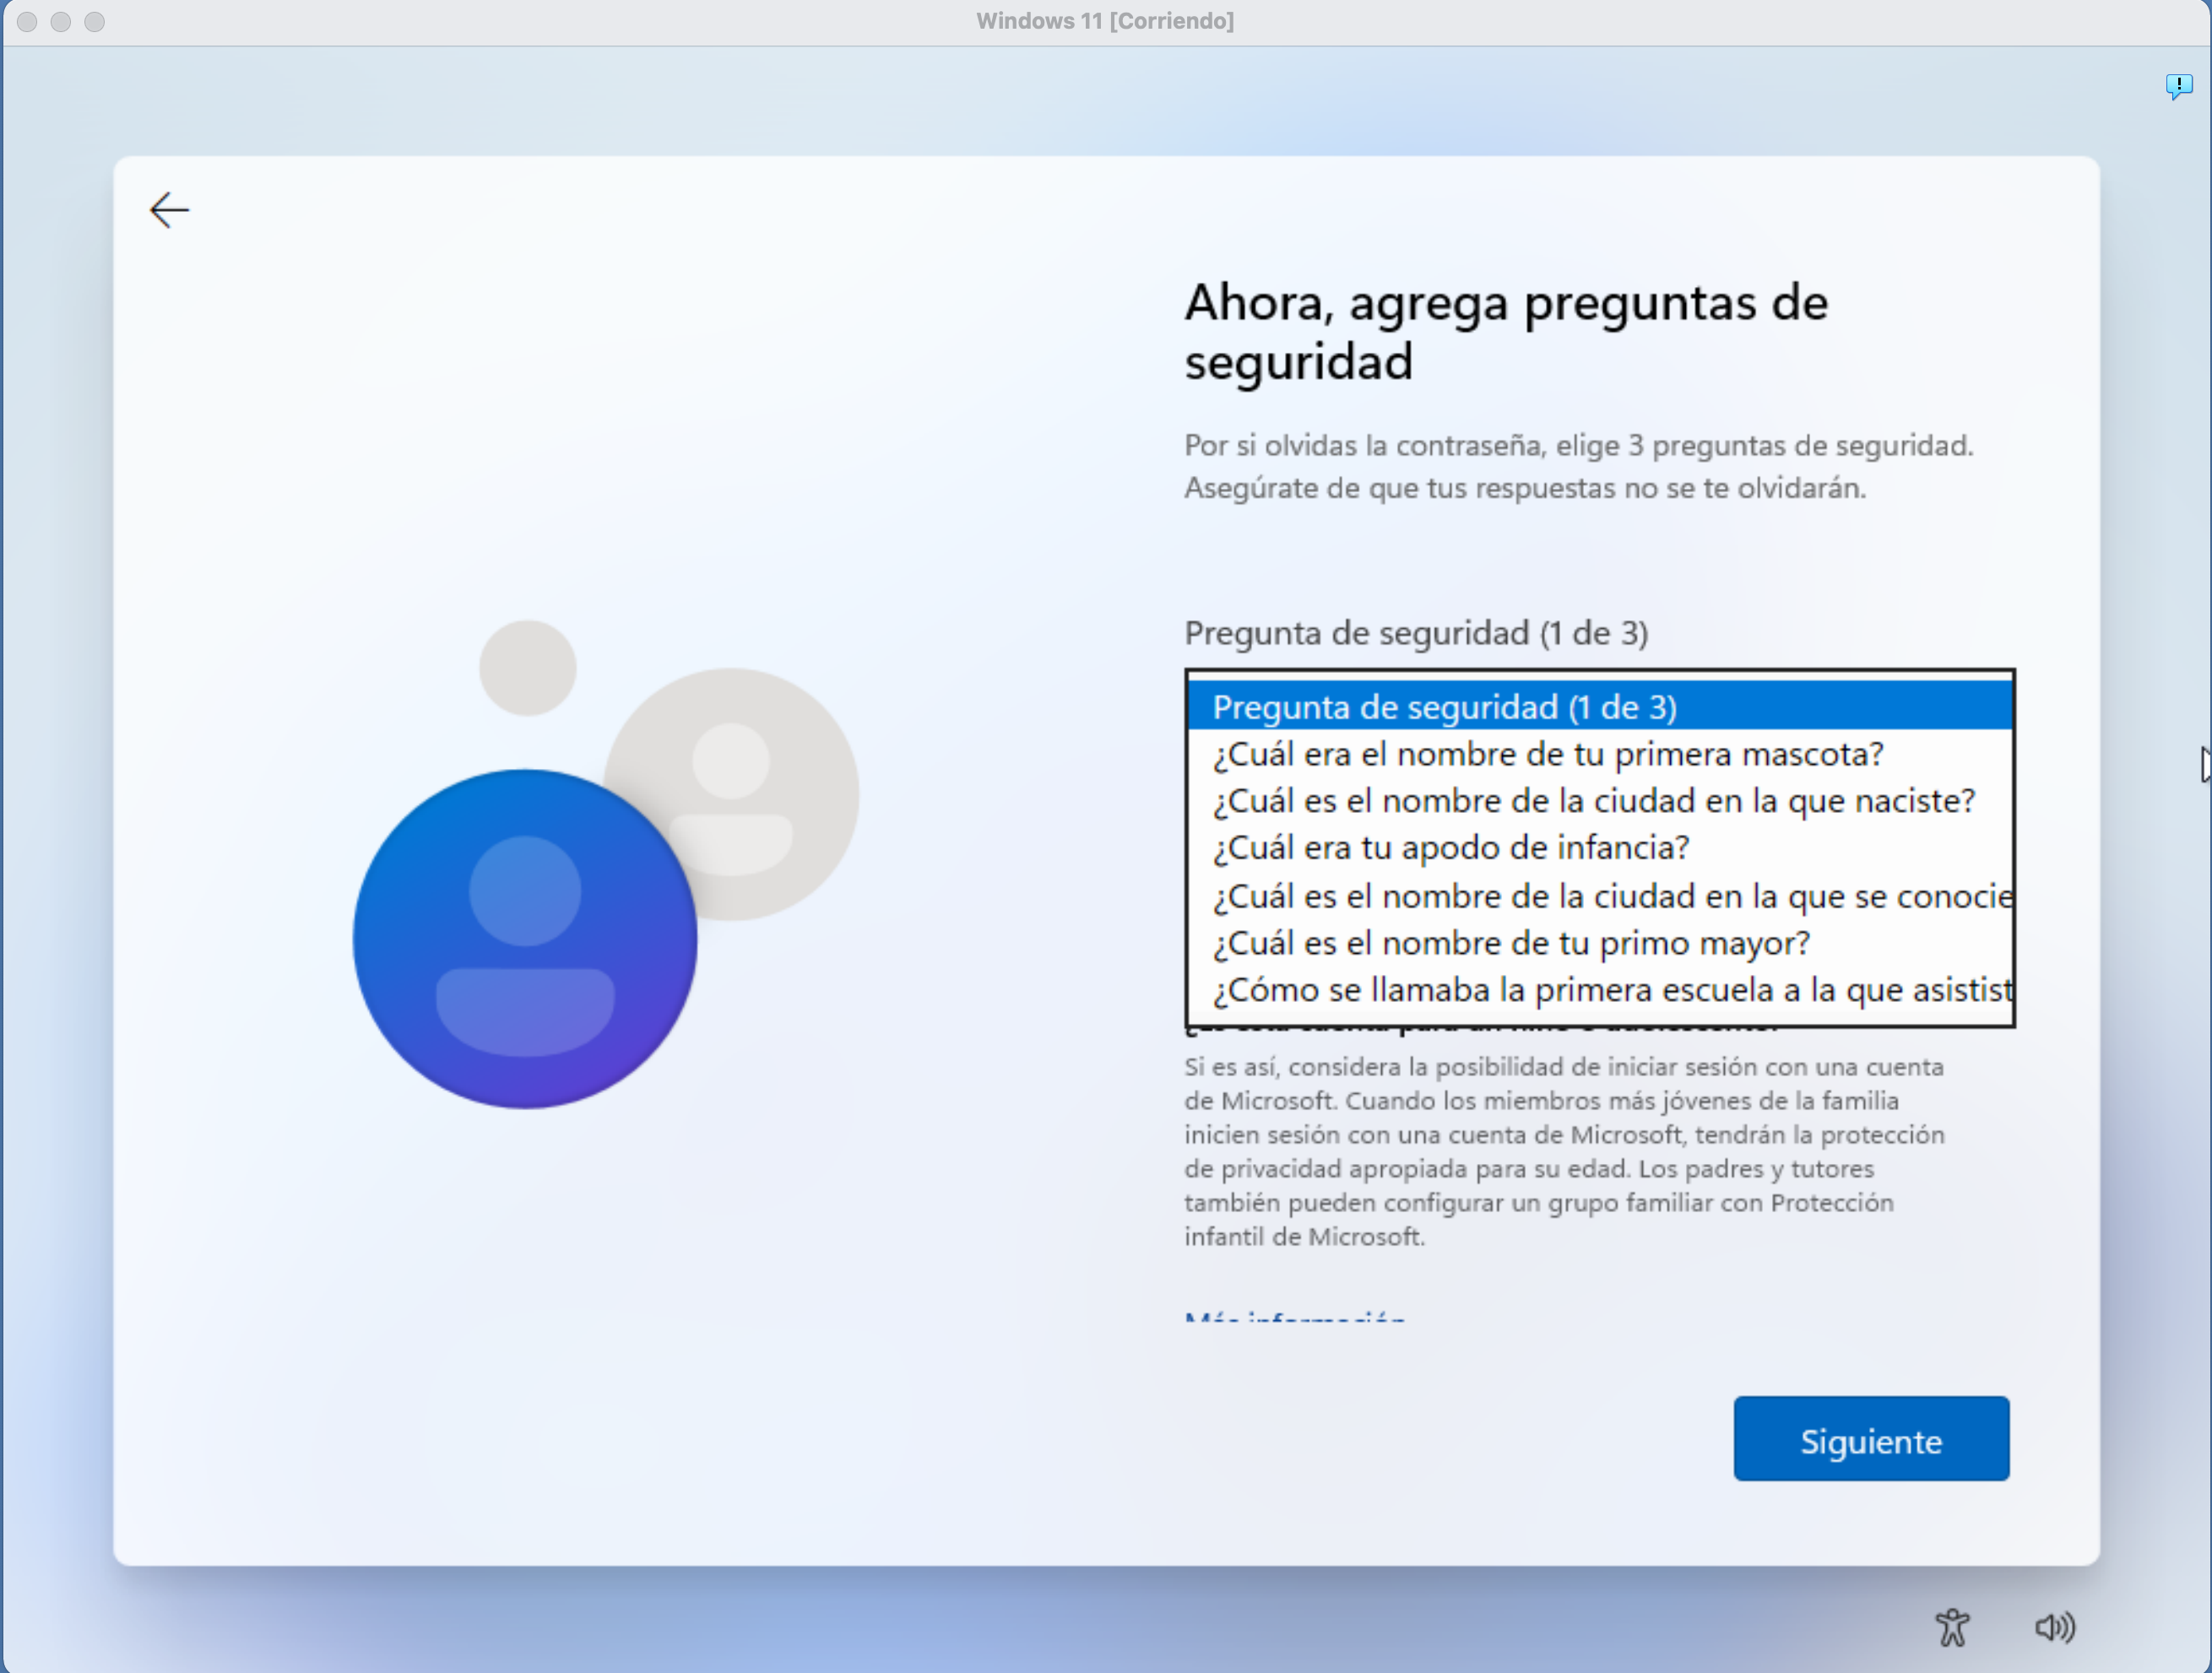 Windows 11 [Corriendo]
Ahora, agrega preguntas de
seguridad
Por si olvidas la contraseña, elige 3 preguntas de seguridad.
Asegúrate de que tus respuestas no se te olvidarán.
Pregunta de seguridad (1 de 3)
Pregunta de seguridad (1 de 3)
¿Cuál era el nombre de tu primera mascota?
¿Cuál es el nombre de la ciudad en la que naciste?
¿Cuál era tu apodo de infancia?
¿Cuál es el nombre de la ciudad en la que se conocie
¿Cuál es el nombre de tu primo mayor?
¿Cómo se llamaba la primera escuela a la que asistist
Si es así, considera la posibilidad de iniciar sesión con una cuenta
de Microsoft. Cuando los miembros más jóvenes de la familia
inicien sesión con una cuenta de Microsoft, tendrán la protección
de privacidad apropiada para su edad. Los padres y tutores
también pueden configurar un grupo familiar con Protección
infantil de Microsoft.
Más información
Siguiente